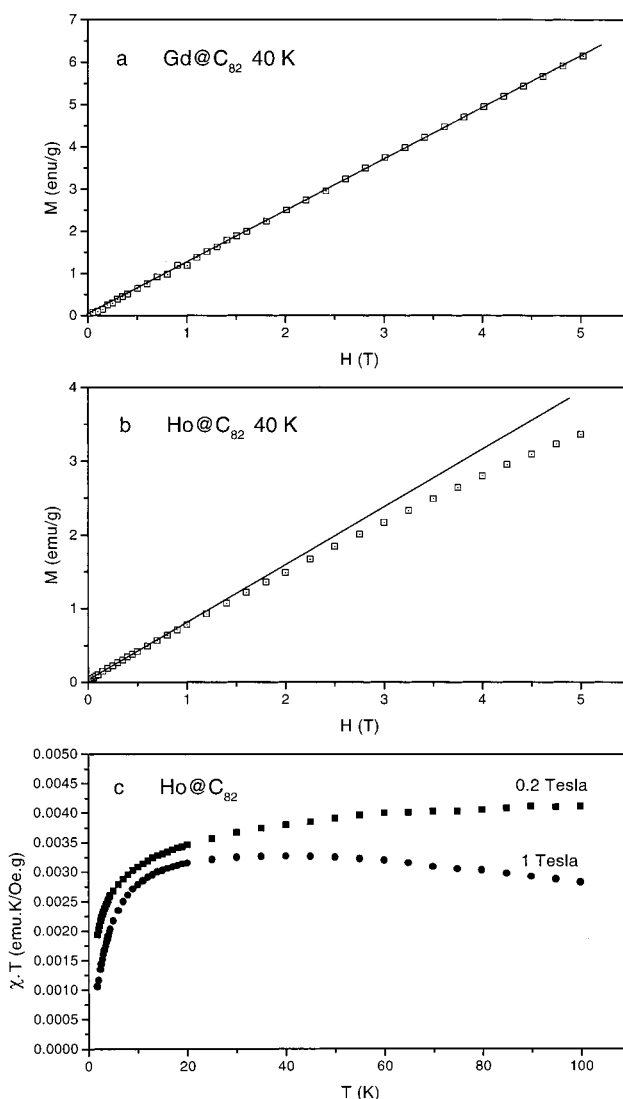 7
6
5
4
3
2
1
0
M (enu/g)
a Gd@C₈₂ 40 K
0 1 2 3 4 5
H (T)
4
3
2
1
0
M (emu/g)
b Ho@C₈₂ 40 K
0 1 2 3 4 5
H (T)
0.0050
0.0045
0.0040
0.0035
0.0030
0.0025
0.0020
0.0015
0.0010
0.0005
0.0000
χ.T (emu.K/Oe.g)
c Ho@C₈₂
0.2 Tesla
1 Tesla
0 20 40 60 80 100
T (K)